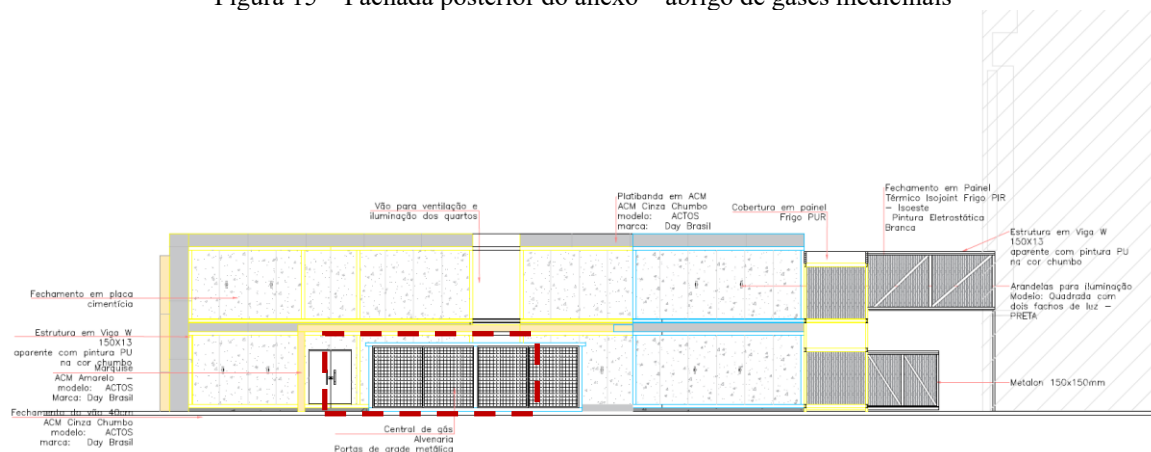 Figura 15 – Fachada posterior do anexo – abrigo de gases medicinais
Vão para ventilação e
iluminação dos quartos
Platibanda em ACM
ACM Cinza Chumbo
modelo: ACTOS
marca: Day Brasil
Cobertura em painel
Frigo PUR
Fechamento em Painel
Térmico Isojoint Frigo PIR
– Isoeste
Pintura Eletrostática
Branca
Estrutura em Viga W
150X13
aparente com pintura PU
na cor chumbo
Arandelas para iluminação
Modelo: Quadrada com
dois fachos de luz –
PRETA
Metalon 150x150mm
Fechamento em placa
cimentícia
Estrutura em Viga W
150X13
aparente com pintura PU
na cor chumbo
Marquise
ACM Amarelo –
modelo: ACTOS
Marca: Day Brasil
Fechamento do vão 40cm
ACM Cinza Chumbo
modelo: ACTOS
marca: Day Brasil
Central de gás
Alvenaria
Portas de grade metálica